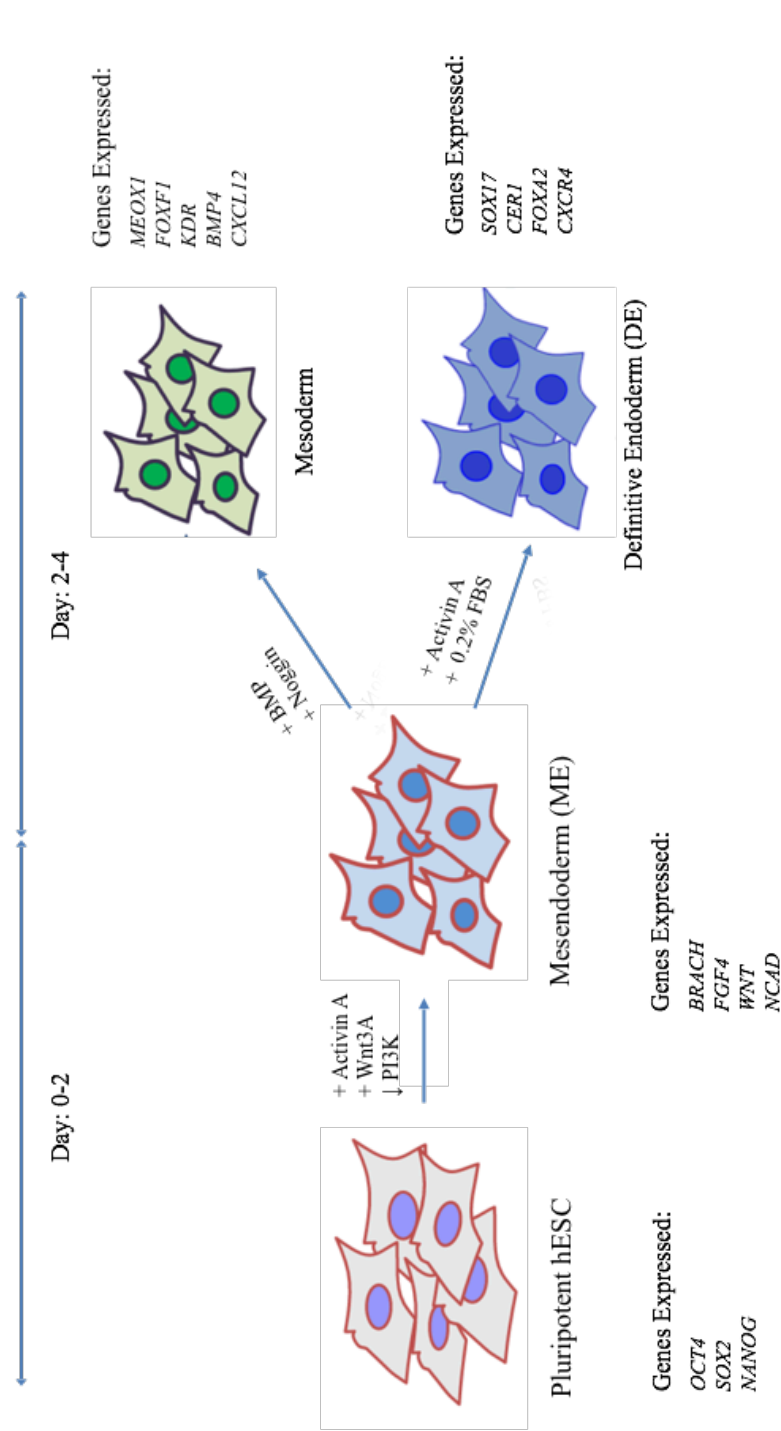 Day: 0-2
Day: 2-4
Pluripotent hESC
Genes Expressed:
OCT4
SOX2
NANOG
+ Activin A
+ Wnt3A
↓ PI3K
Mesendoderm (ME)
Genes Expressed:
BRACH
FGF4
WNT
NCAD
+ BMP
+ Noggin
+ Activin A
+ 0.2% FBS
Mesoderm
Genes Expressed:
MEOX1
FOXF1
KDR
BMP4
CXCL12
Definitive Endoderm (DE)
Genes Expressed:
SOX17
CER1
FOXA2
CXCR4